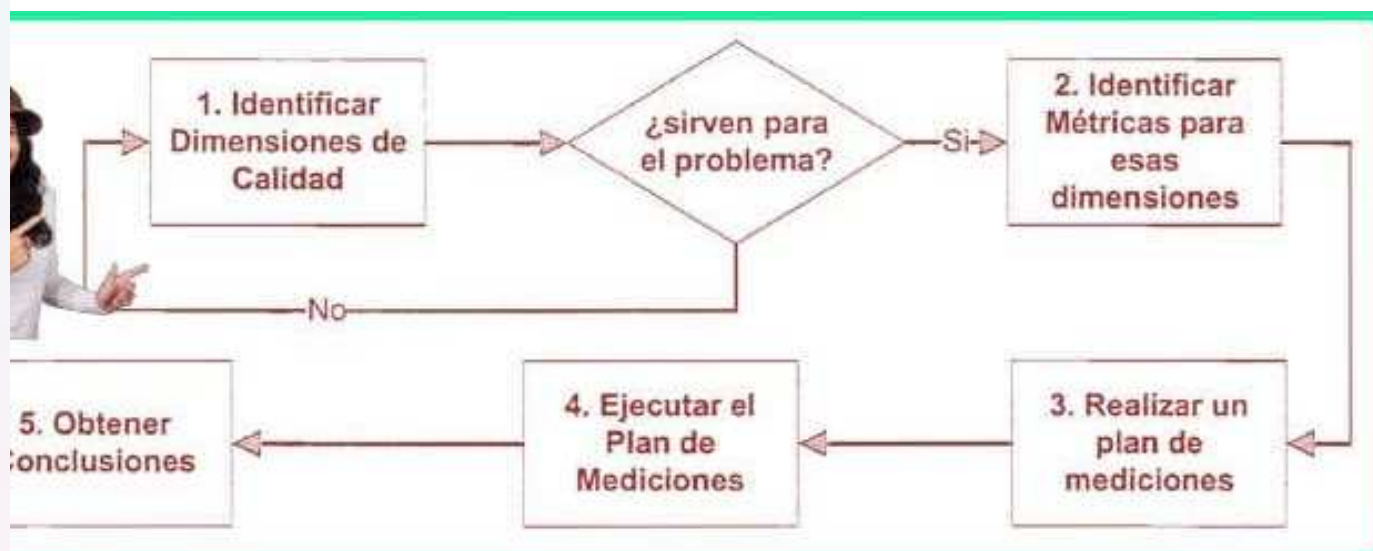 1. Identificar
Dimensiones de
Calidad
¿sirven para
el problema?
Si
2. Identificar
Métricas para
esas
dimensiones
No
3. Realizar un
plan de
mediciones
4. Ejecutar el
Plan de
Mediciones
5. Obtener
onclusiones